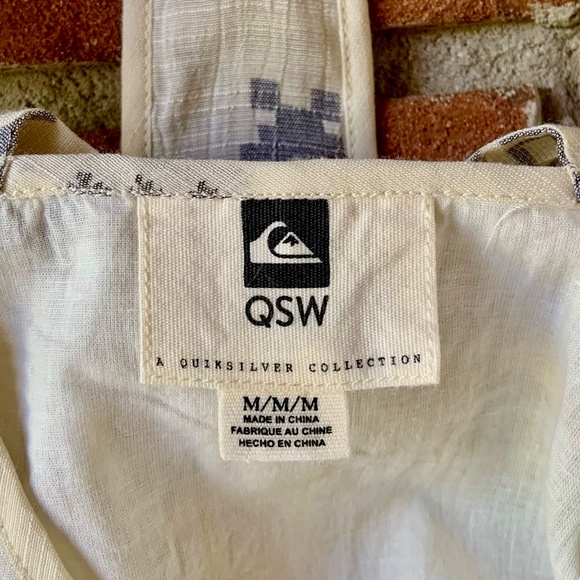 QSW
A QUIKSILVER COLLECTION
M/M/M
MADE IN CHINA
FABRIQUE AU CHINE
HECHO EN CHINA